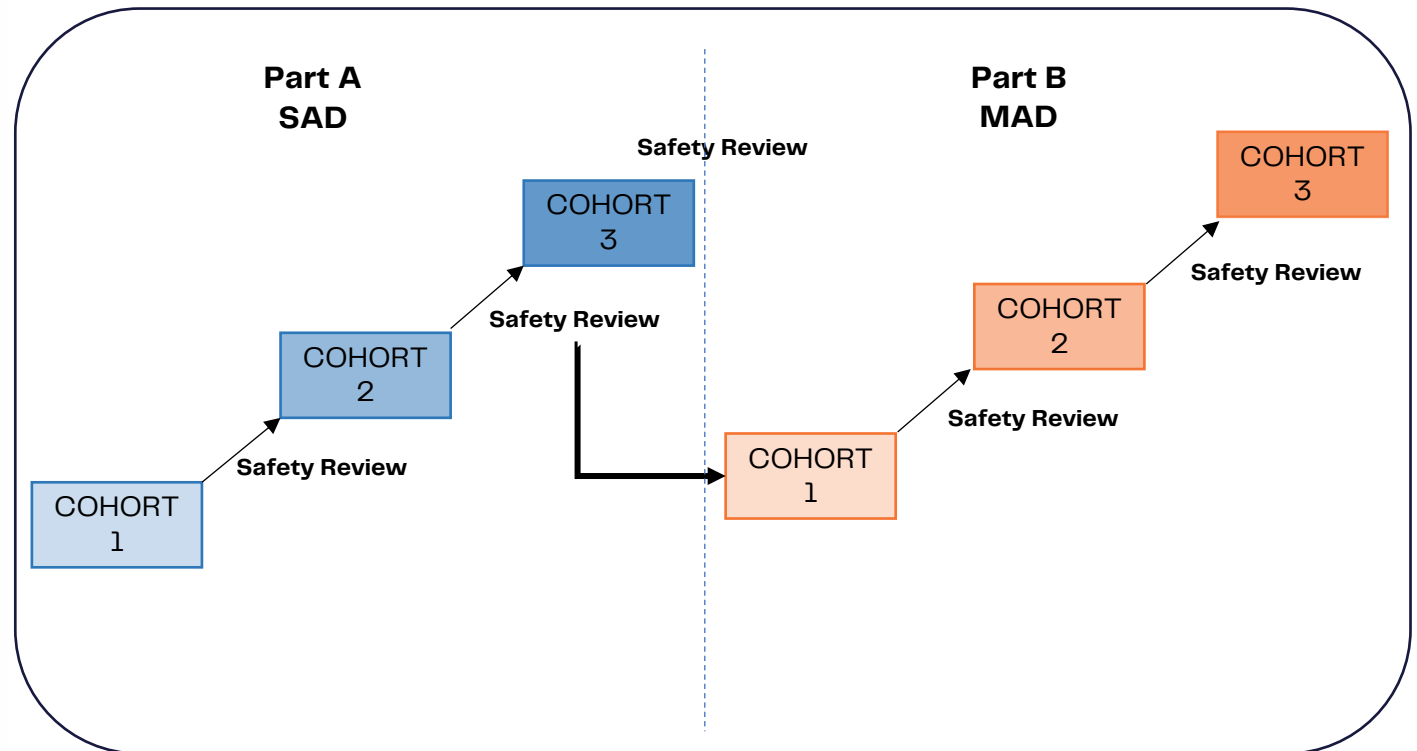 Part A
SAD
Safety Review
COHORT
3
Safety Review
COHORT
2
Safety Review
COHORT
1
Part B
MAD
COHORT
3
Safety Review
COHORT
2
Safety Review
COHORT
1